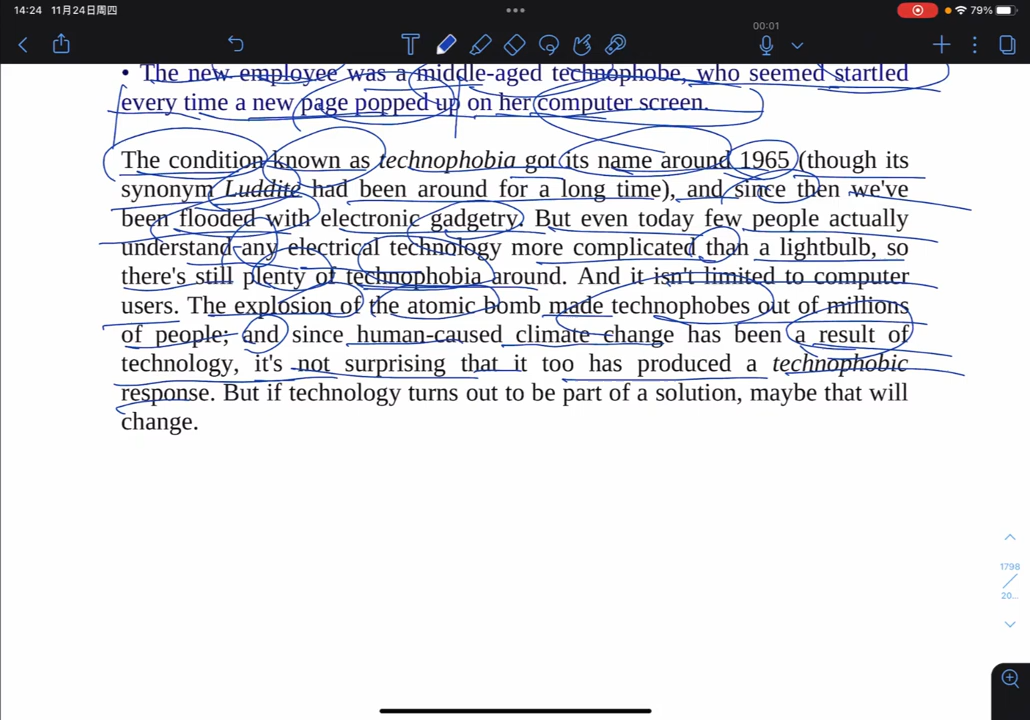 14:24 11月24日周四
79%
00:01
• The new employee was a middle-aged technophobe, who seemed startled
every time a new page popped up on her computer screen.
The condition known as technophobia got its name around 1965 (though its
synonym Luddite had been around for a long time), and since then we've
been flooded with electronic gadgetry. But even today few people actually
understand any electrical technology more complicated than a lightbulb, so
there's still plenty of technophobia around. And it isn't limited to computer
users. The explosion of the atomic bomb made technophobes out of millions
of people; and since human-caused climate change has been a result of
technology, it's not surprising that it too has produced a technophobic
response. But if technology turns out to be part of a solution, maybe that will
change.
1798
20...